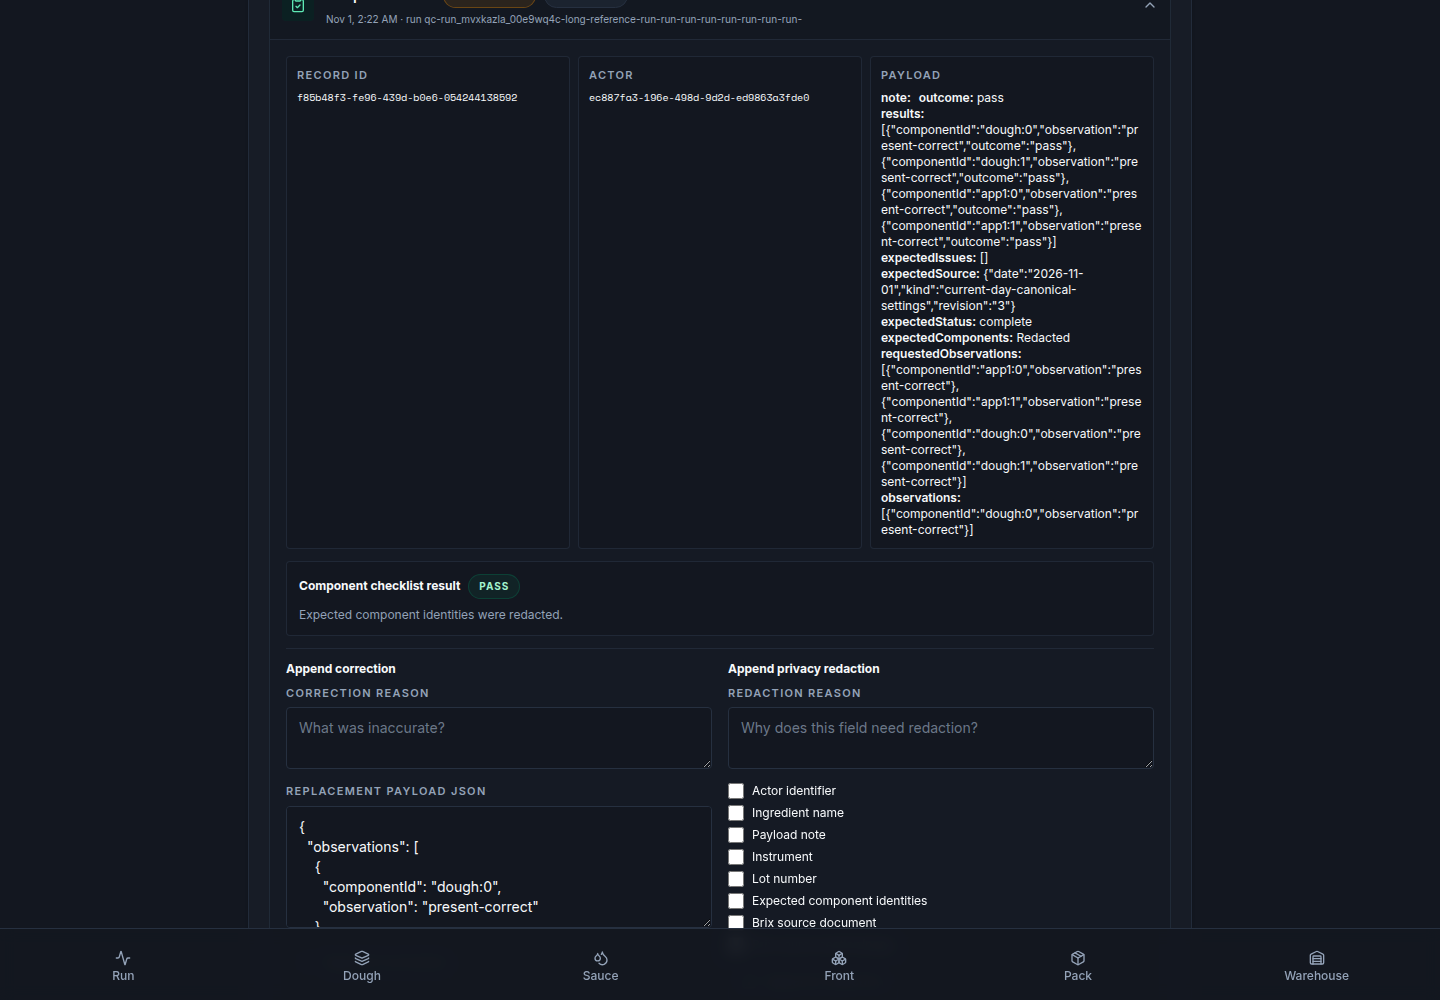 Nov 1, 2:22 AM · run qc-run_mvxkazla_00e9wq4c-long-reference-run-run-run-run-run-run-run-run-
RECORD ID
f85b48f3-fe96-439d-b0e6-054244138592
ACTOR
ec887fa3-196e-498d-9d2d-ed9863a3fde0
PAYLOAD
note: outcome: pass
results:
[{"componentId":"dough:0","observation":"pr
esent-correct","outcome":"pass"},
{"componentId":"dough:1","observation":"pre
sent-correct","outcome":"pass"},
{"componentId":"app1:0","observation":"pres
ent-correct","outcome":"pass"},
{"componentId":"app1:1","observation":"prese
nt-correct","outcome":"pass"}]
expectedIssues: []
expectedSource: {"date":"2026-11-
01","kind":"current-day-canonical-
settings","revision":"3"}
expectedStatus: complete
expectedComponents: Redacted
requestedObservations:
[{"componentId":"app1:0","observation":"pres
ent-correct"},
{"componentId":"app1:1","observation":"prese
nt-correct"},
{"componentId":"dough:0","observation":"pre
sent-correct"},
{"componentId":"dough:1","observation":"pre
sent-correct"}]
observations:
[{"componentId":"dough:0","observation":"pr
esent-correct"}]
Component checklist result PASS
Expected component identities were redacted.
Append correction
CORRECTION REASON
What was inaccurate?
REPLACEMENT PAYLOAD JSON
{
"observations": [
{
"componentId": "dough:0",
"observation": "present-correct"
}
Append privacy redaction
REDACTION REASON
Why does this field need redaction?
Actor identifier
Ingredient name
Payload note
Instrument
Lot number
Expected component identities
Brix source document
Run
Dough
Sauce
Front
Pack
Warehouse